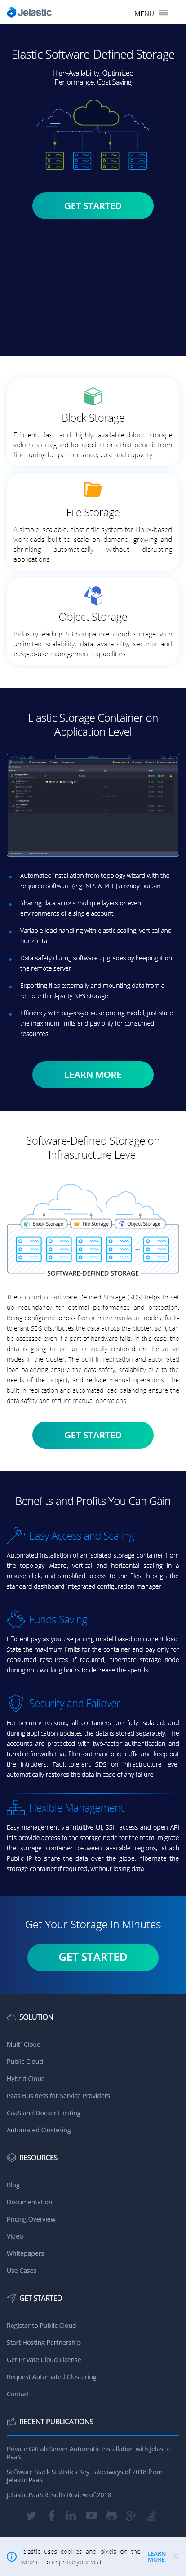 Jelastic
MENU
Elastic Software-Defined Storage
High-Availability. Optimized
Performance. Cost Saving
GET STARTED
Block Storage
Efficient, fast and highly available block storage
volumes designed for applications that benefit from
fine tuning for performance, cost and capacity
File Storage
A simple, scalable, elastic file system for Linux-based
workloads built to scale on demand, growing and
shrinking automatically without disrupting
applications
Object Storage
Industry-leading S3-compatible cloud storage with
unlimited scalability, data availability, security and
easy-to-use management capabilities
Elastic Storage Container on
Application Level
Automated installation from topology wizard with the
required software (e.g. NFS & RPC) already built-in
Sharing data across multiple layers or even
environments of a single account
Variable load handling with elastic scaling, vertical and
horizontal
Data safety during software upgrades by keeping it on
the remote server
Exporting files externally and mounting data from a
remote third-party NFS storage
Efficiency with pay-as-you-use pricing model, just state
the maximum limits and pay only for consumed
resources
LEARN MORE
Software-Defined Storage on
Infrastructure Level
Block Storage
File Storage
Object Storage
SOFTWARE-DEFINED STORAGE
The support of Software-Defined Storage (SDS) helps to set
up redundancy for optimal performance and protection.
Being configured across five or more hardware nodes, fault-
tolerant SDS distributes the data across the cluster, so it can
be accessed even if a part of hardware fails. In this case, the
data is going to be automatically restored on the active
nodes in the cluster. The built-in replication and automated
load balancing ensure the data safety, scalability due to the
needs of the project, and reduce manual operations. The
built-in replication and automated load balancing ensure the
data safety and reduce manual operations.
GET STARTED
Benefits and Profits You Can Gain
Easy Access and Scaling
Automated installation of an isolated storage container from
the topology wizard, vertical and horizontal scaling in a
mouse click, and simplified access to the files through the
standard dashboard-integrated configuration manager
Funds Saving
Efficient pay-as-you-use pricing model based on current load.
State the maximum limits for the container and pay only for
consumed resources. If required, hibernate storage node
during non-working hours to decrease the spends
Security and Failover
For security reasons, all containers are fully isolated, and
during application updates the data is stored separately. The
accounts are protected with two-factor authentication and
tunable firewalls that filter out malicious traffic and keep out
the intruders. Fault-tolerant SDS on infrastructure level
automatically restores the data in case of any failure
Flexible Management
Easy management via intuitive UI, SSH access and open API
lets provide access to the storage node for the team, migrate
the storage container between available regions, attach
Public IP to share the data over the globe, hibernate the
storage container if required, without losing data
Get Your Storage in Minutes
GET STARTED
SOLUTION
Multi-Cloud
Public Cloud
Hybrid Cloud
Paas Business for Service Providers
CaaS and Docker Hosting
Automated Clustering
RESOURCES
Blog
Documentation
Pricing Overview
Video
Whitepapers
Use Cases
GET STARTED
Register to Public Cloud
Start Hosting Partnership
Get Private Cloud License
Request Automated Clustering
Contact
RECENT PUBLICATIONS
Private GitLab Server Automatic Installation with Jelastic
PaaS
Software Stack Statistics Key Takeaways of 2018 from
Jelastic PaaS
Jelastic PaaS Results Review of 2018
Jelastic uses cookies and pixels on the
website to improve your visit.
LEARN
MORE